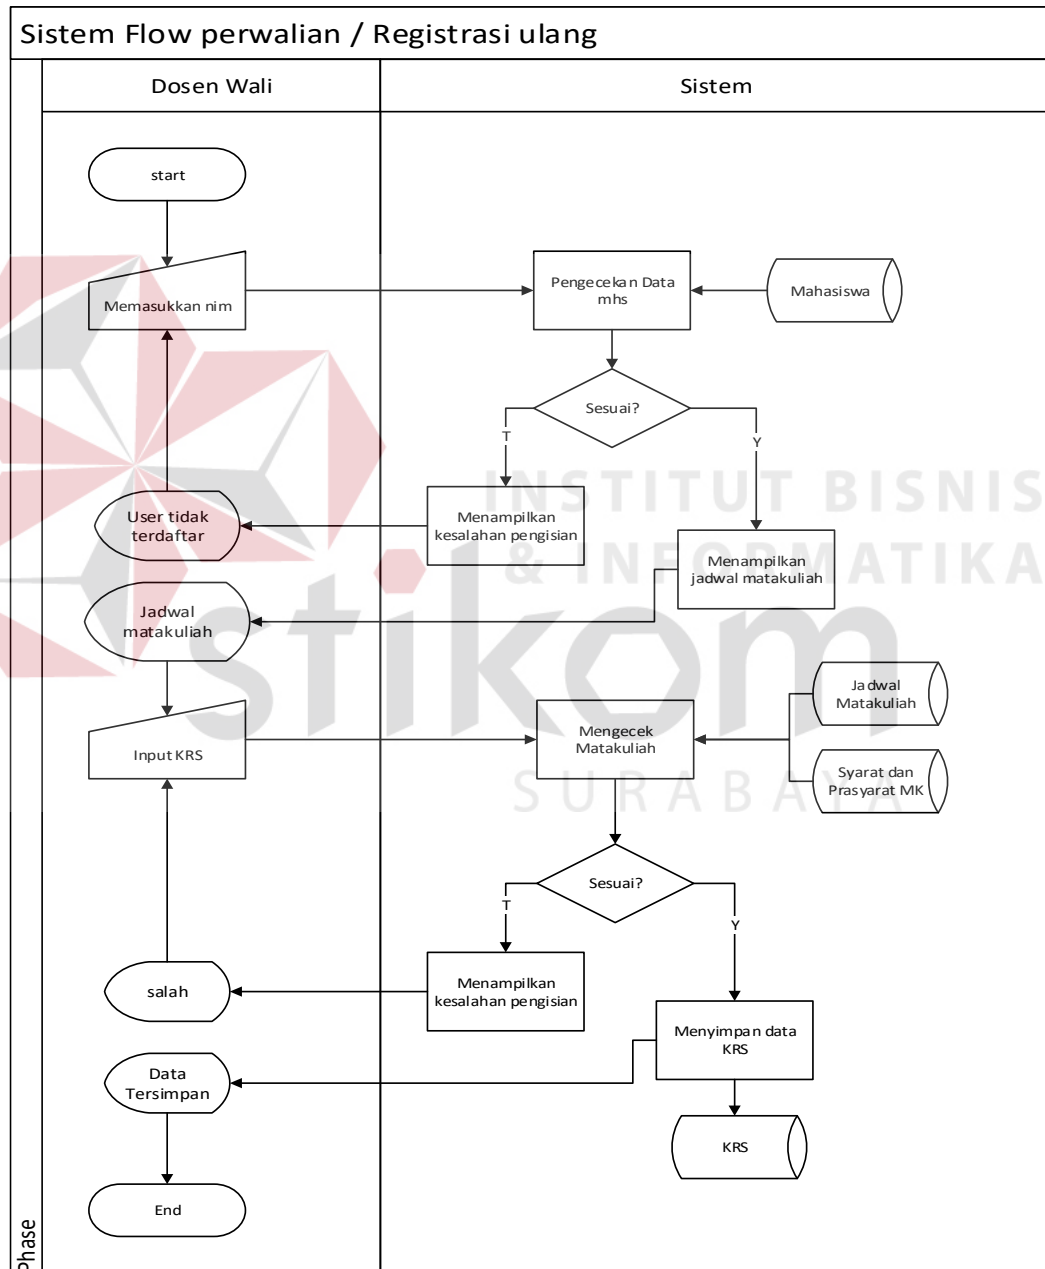 Sistem Flow perwalian / Registrasi ulang
Dosen Wali
Sistem
start
Memasukkan nim
Pengecekan Data
mhs
Mahasiswa
Sesuai?
T
Y
User tidak
terdaftar
Menampilkan
kesalahan pengisian
Menampilkan
jadwal matakuliah
Jadwal
matakuliah
Input KRS
Mengecek
Matakuliah
Jadwal
Matakuliah
Syarat dan
Prasyarat MK
Sesuai?
T
Y
salah
Menampilkan
kesalahan pengisian
Menyimpan data
KRS
Data
Tersimpan
KRS
End
Phase
INSTITUT BISNIS
& INFORMATIKA
stikom
SURABAYA